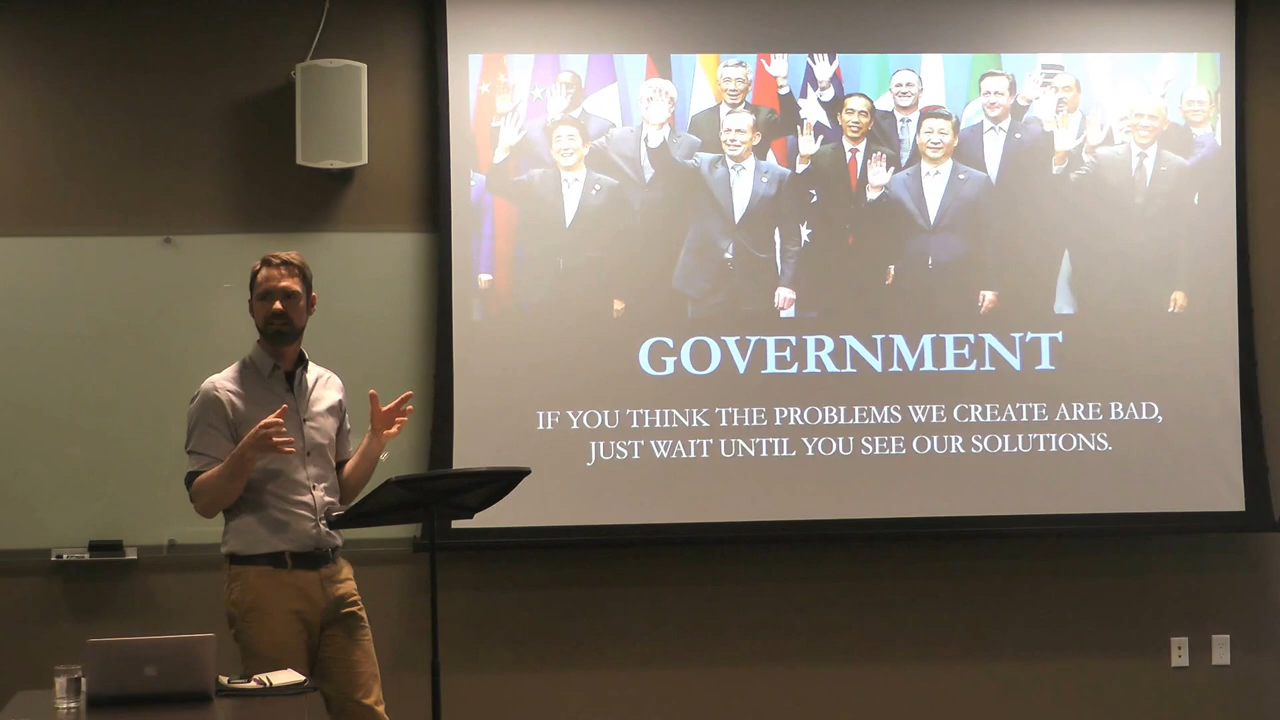 GOVERNMENT
IF YOU THINK THE PROBLEMS WE CREATE ARE BAD,
JUST WAIT UNTIL YOU SEE OUR SOLUTIONS.